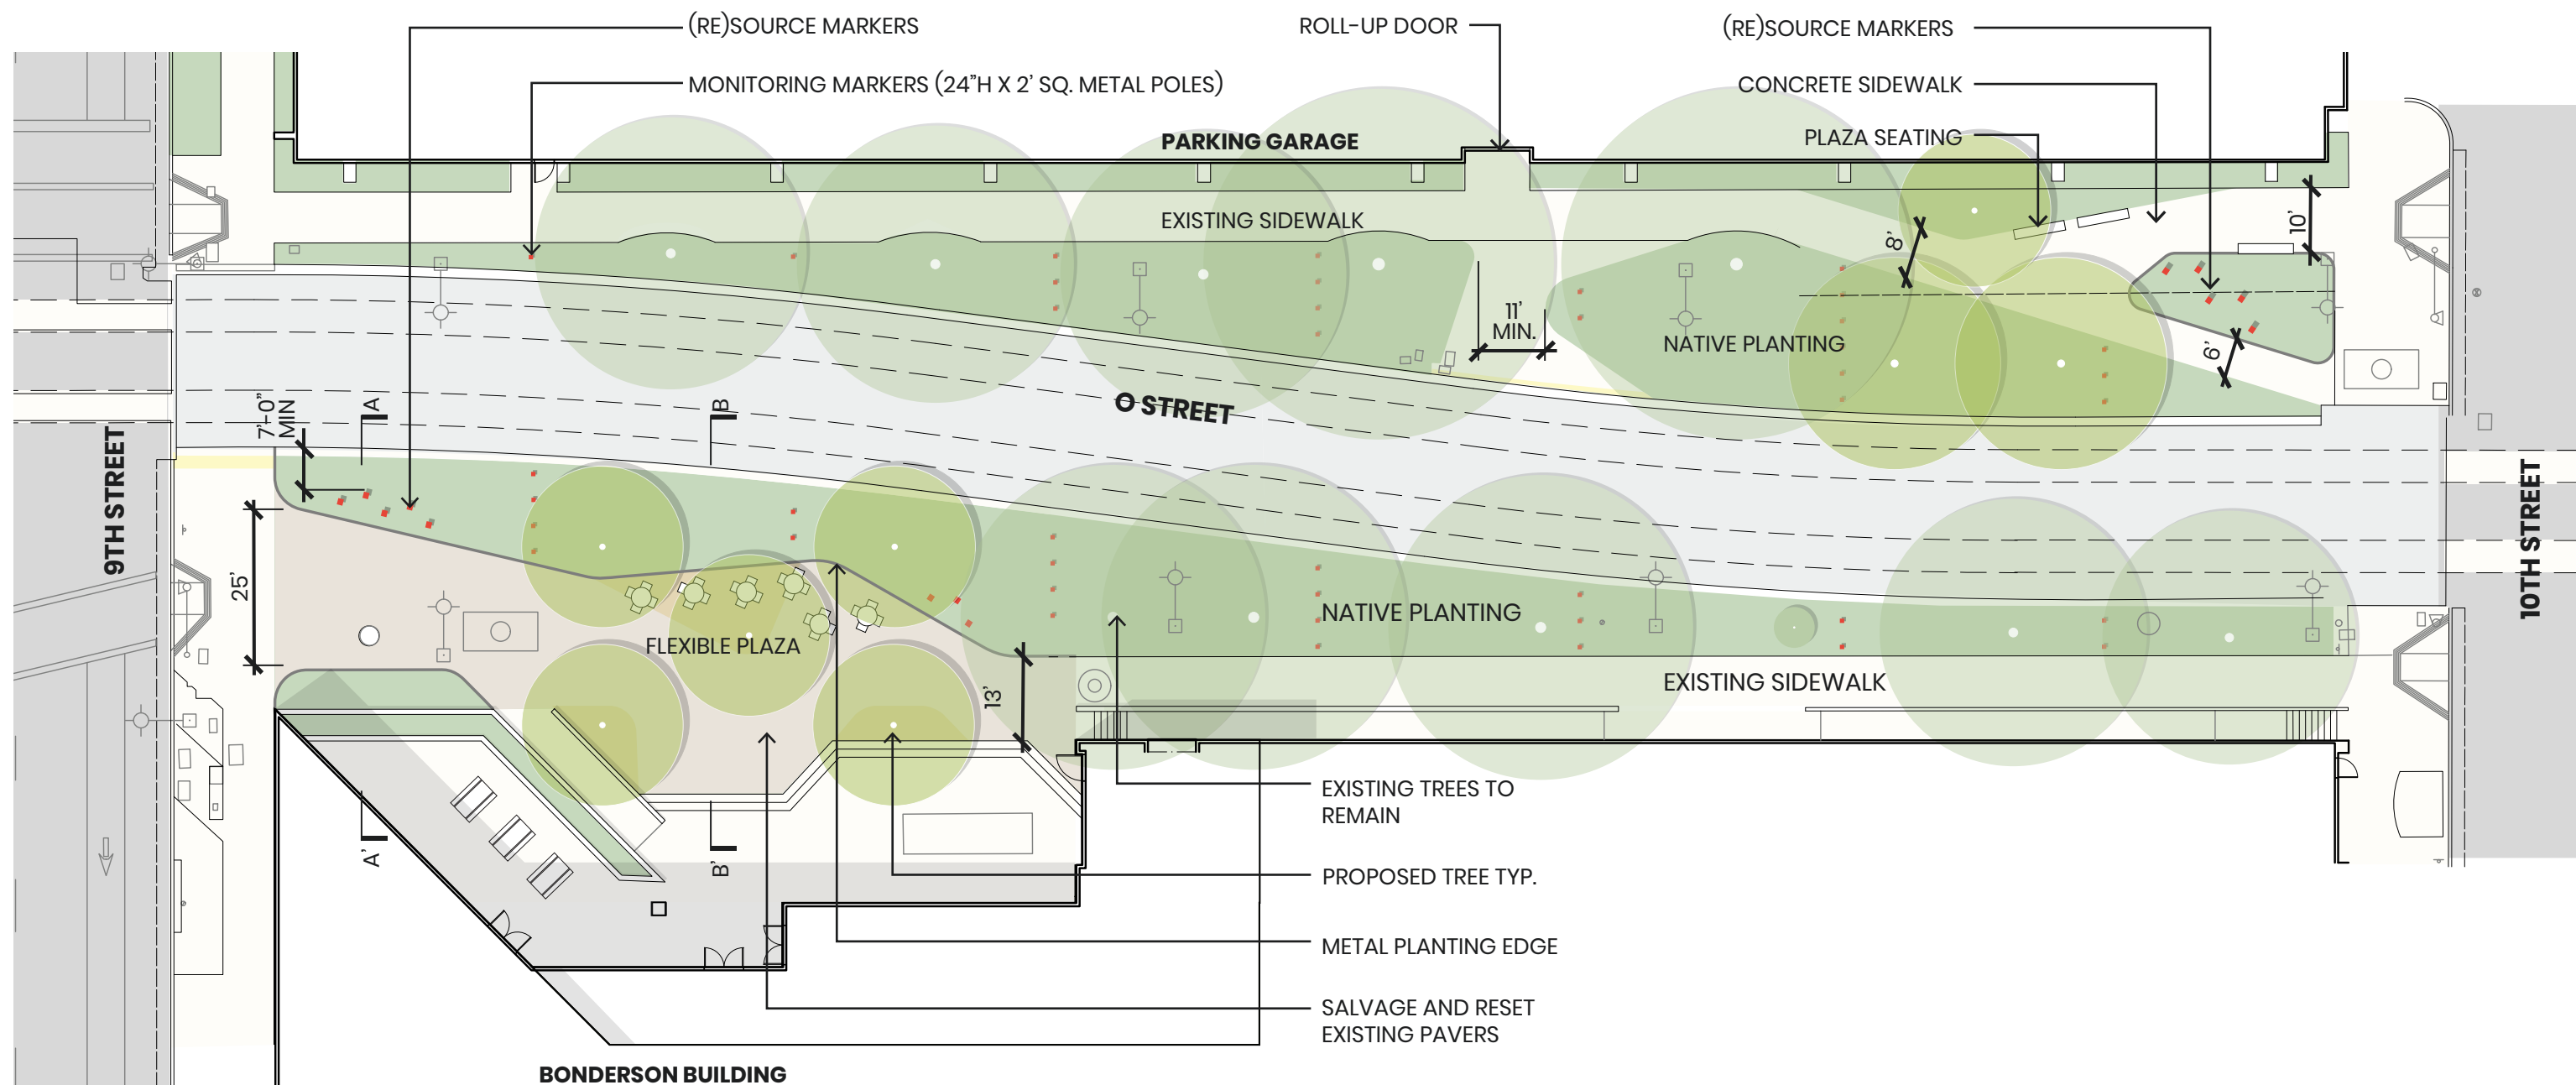 (RE)SOURCE MARKERS
ROLL-UP DOOR
(RE)SOURCE MARKERS
MONITORING MARKERS (24”H X 2’ SQ. METAL POLES)
CONCRETE SIDEWALK
PARKING GARAGE
PLAZA SEATING
EXISTING SIDEWALK
8’
10’
11’
MIN.
NATIVE PLANTING
6’
O STREET
7’-0”
MIN
A
B
9TH STREET
10TH STREET
25’
FLEXIBLE PLAZA
NATIVE PLANTING
13’
EXISTING SIDEWALK
EXISTING TREES TO
REMAIN
A’
B’
PROPOSED TREE TYP.
METAL PLANTING EDGE
SALVAGE AND RESET
EXISTING PAVERS
BONDERSON BUILDING